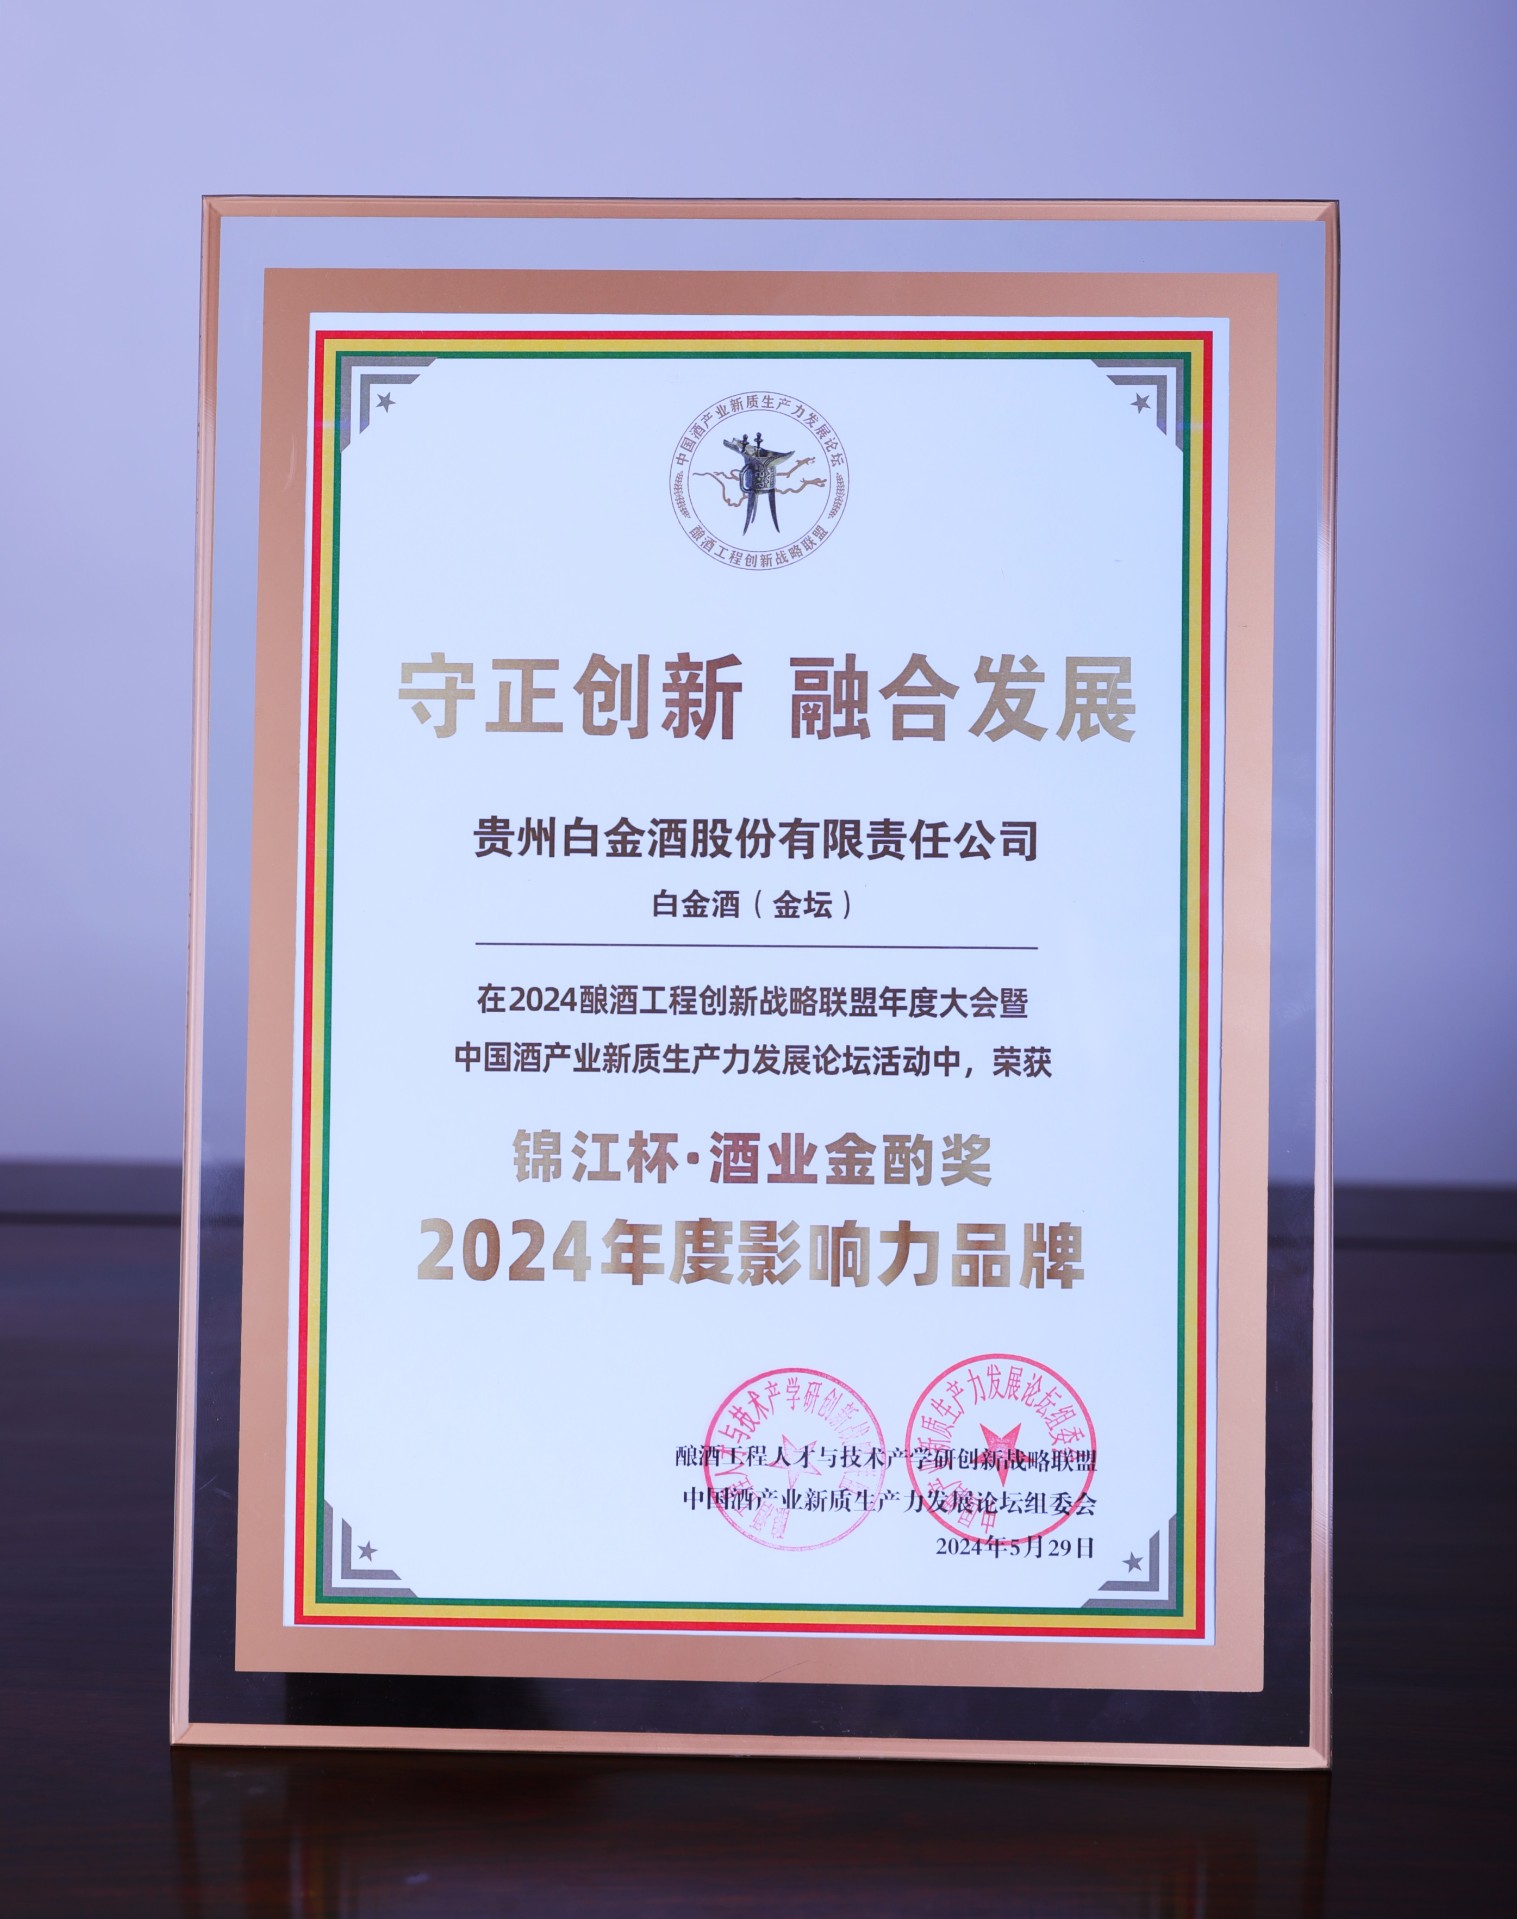 中国酒产业新质生产力发展论坛
酿酒工程创新战略联盟
守正创新 融合发展
贵州白金酒股份有限责任公司
白金酒（金坛）
在2024酿酒工程创新战略联盟年度大会暨
中国酒产业新质生产力发展论坛活动中，荣获
锦江杯·酒业金酌奖
2024年度影响力品牌
酿酒工程人才与技术产学研创新战略联盟
中国酒产业新质生产力发展论坛组委会
2024年5月29日